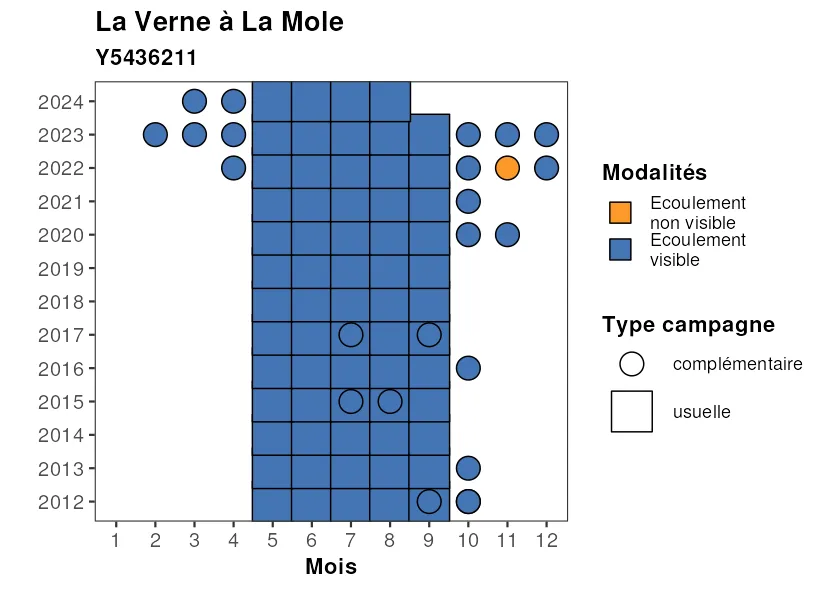 La Verne à La Mole
Y5436211
2024
2023
2022
2021
2020
2019
2018
2017
2016
2015
2014
2013
2012
1 2 3 4 5 6 7 8 9 10 11 12
Mois
Modalités
Ecoulement
non visible
Ecoulement
visible
Type campagne
complémentaire
usuelle